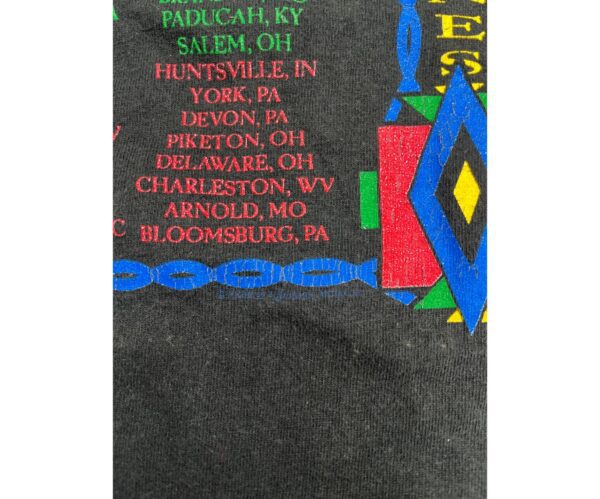 PADUCAH, KY
SALEM, OH
HUNTSVILLE, IN
YORK, PA
DEVON, PA
PIKETON, OH
DELAWARE, OH
CHARLESTON, WV
ARNOLD, MO
C BLOOMSBURG, PA
E
S